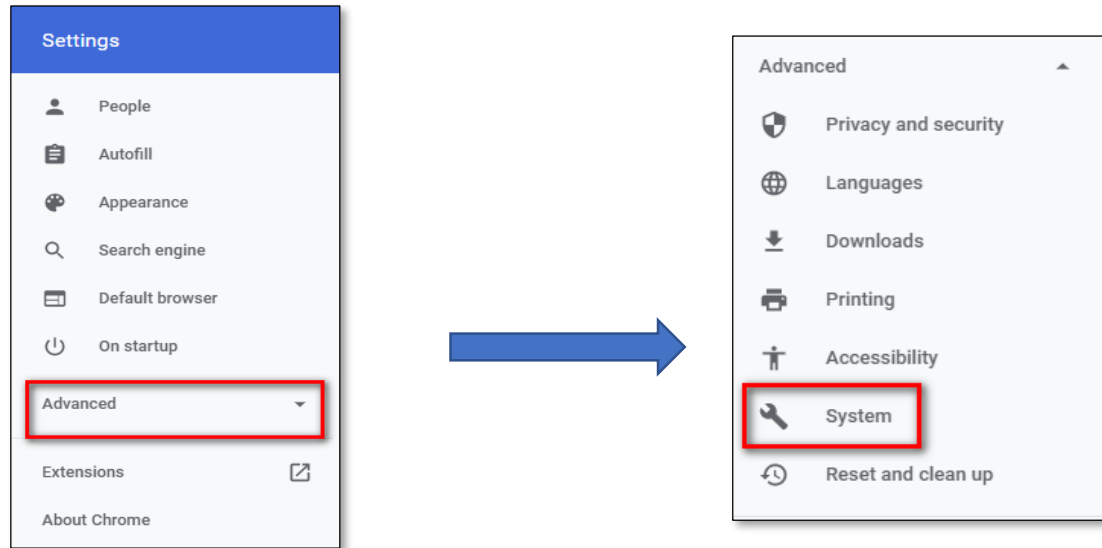 Settings
People
Autofill
Appearance
Search engine
Default browser
On startup
Advanced
Extensions
About Chrome
Advanced
Privacy and security
Languages
Downloads
Printing
Accessibility
System
Reset and clean up